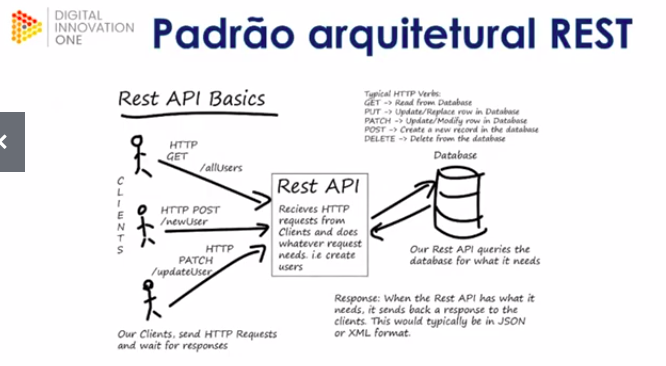 DIGITAL
INNOVATION
ONE
Padrão arquitetural REST
Rest API Basics
Typical HTTP Verbs:
GET -> Read from Database
PUT -> Update/Replace row in Database
PATCH -> Update/Modify row in Database
POST -> Create a new record in the database
DELETE -> Delete from the database
CLIENTS
HTTP
GET
/allUsers
HTTP POST
/newUser
HTTP
PATCH
/updateUser
Rest API
Recieves HTTP
requests from
Clients and does
whatever request
needs. i.e create
users
Database
Our Rest API queries the
database for what it needs
Our Clients, send HTTP Requests
and wait for responses
Response: When the Rest API has what it
needs, it sends back a response to the
clients. This would typically be in JSON
or XML format.